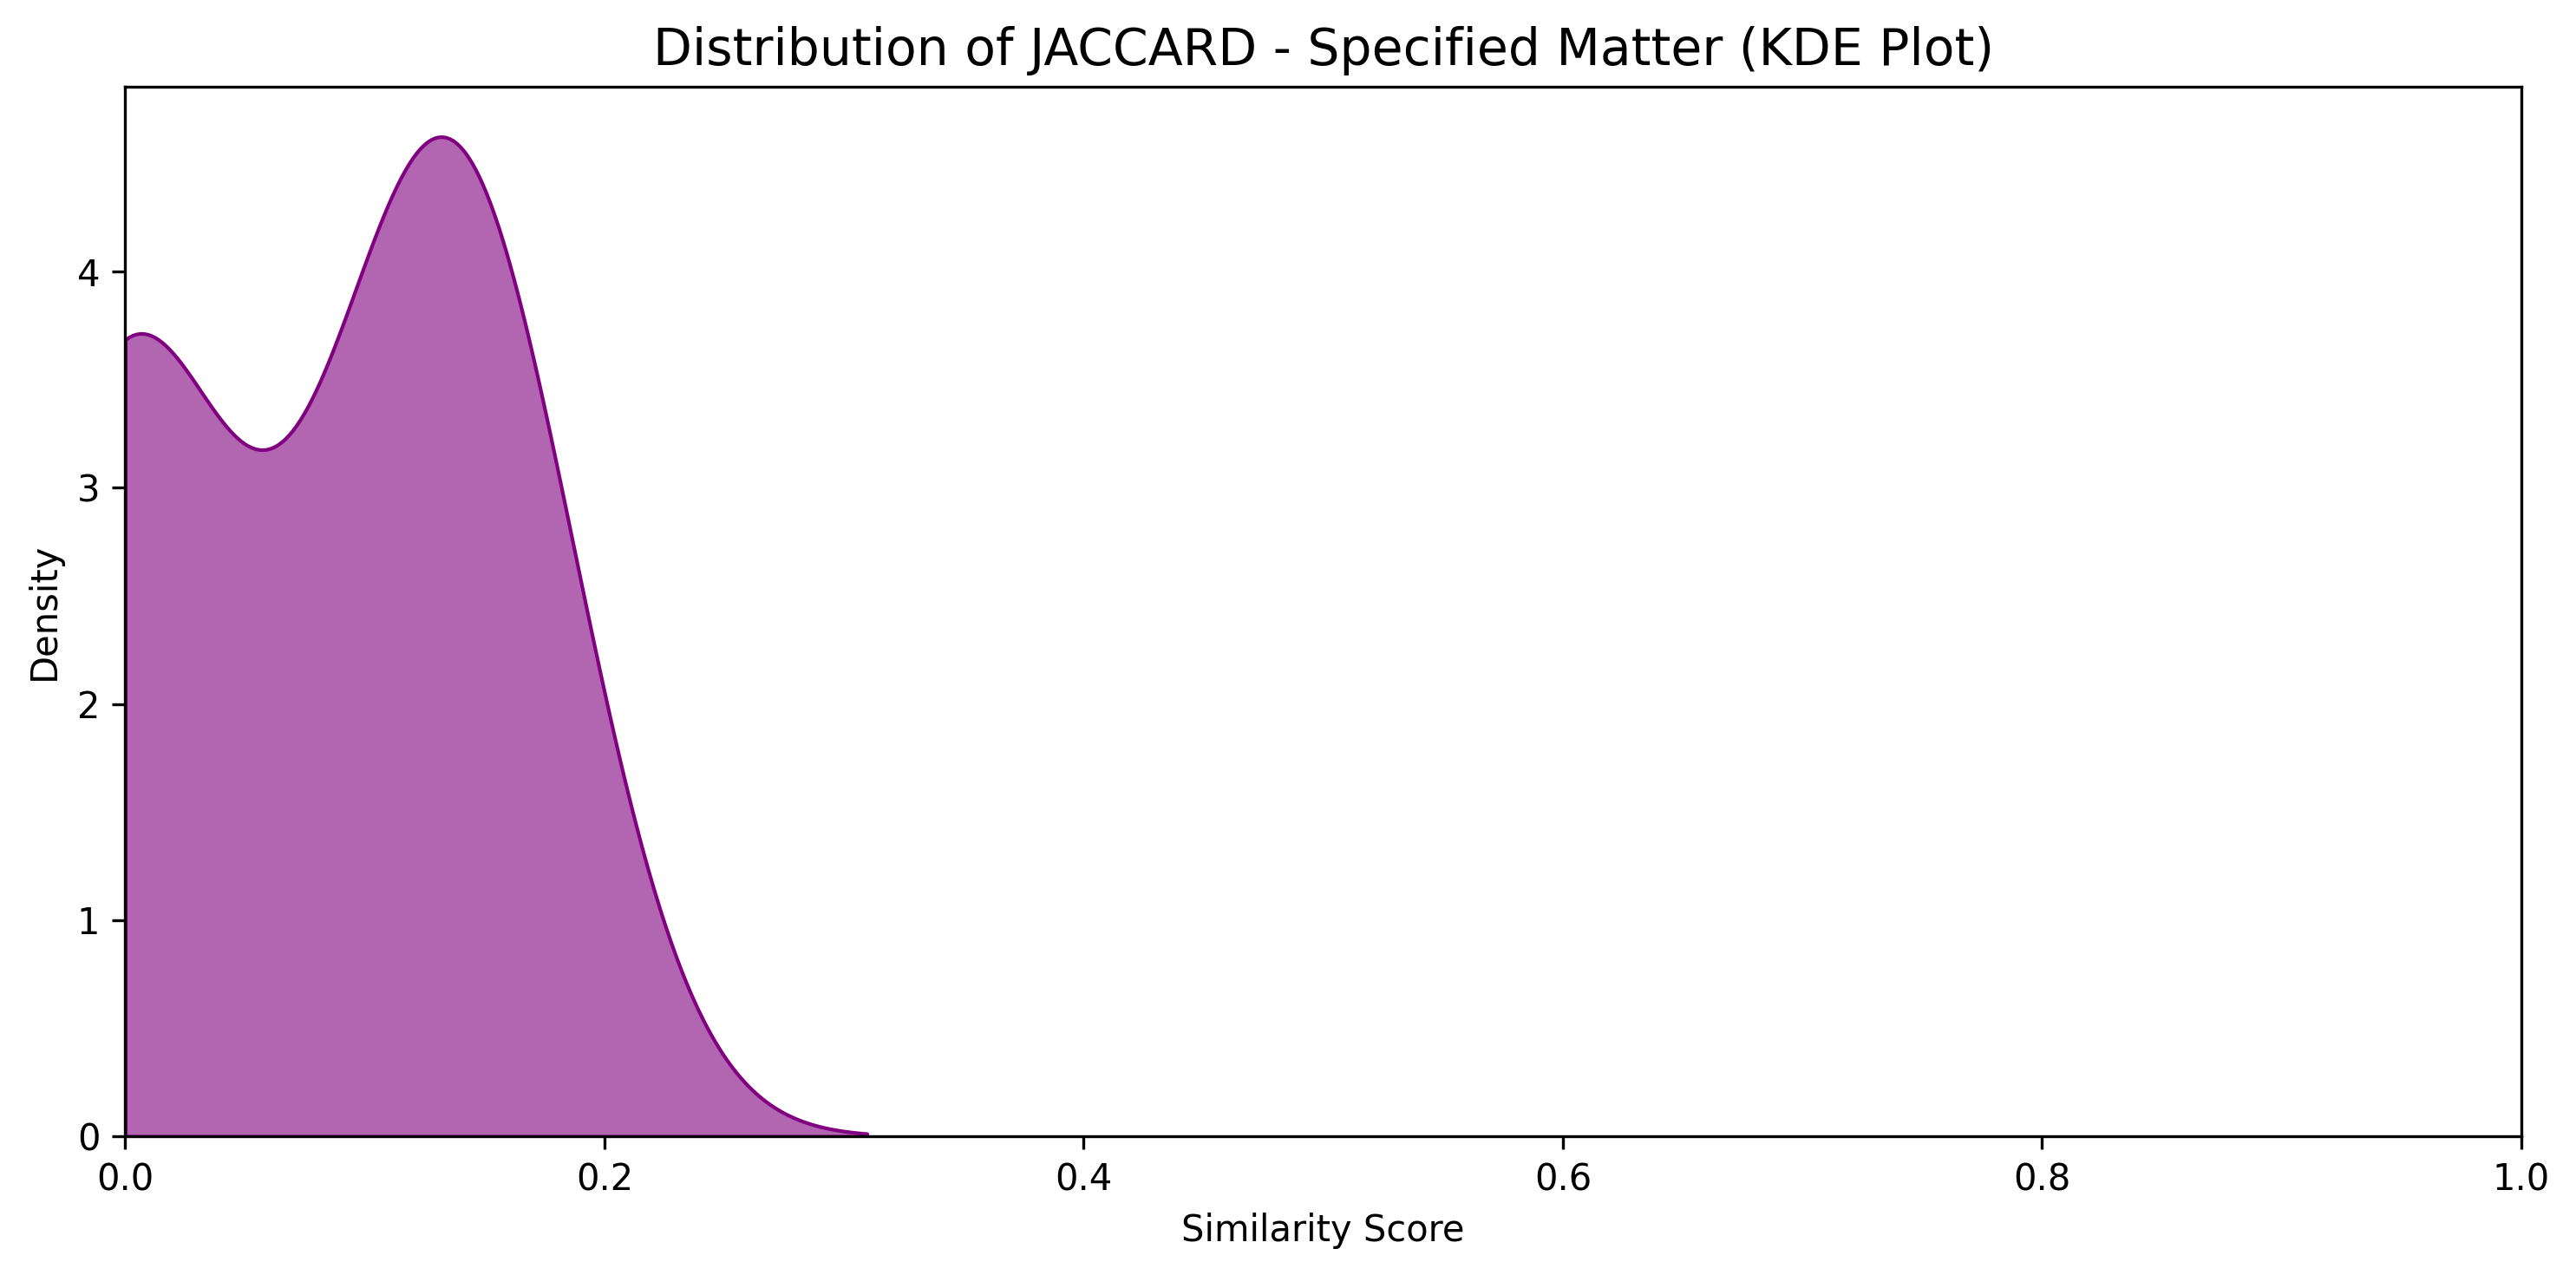 Distribution of JACCARD - Specified Matter (KDE Plot)
Density
4
3
2
1
0
0.0 0.2 0.4 0.6 0.8 1.0
Similarity Score